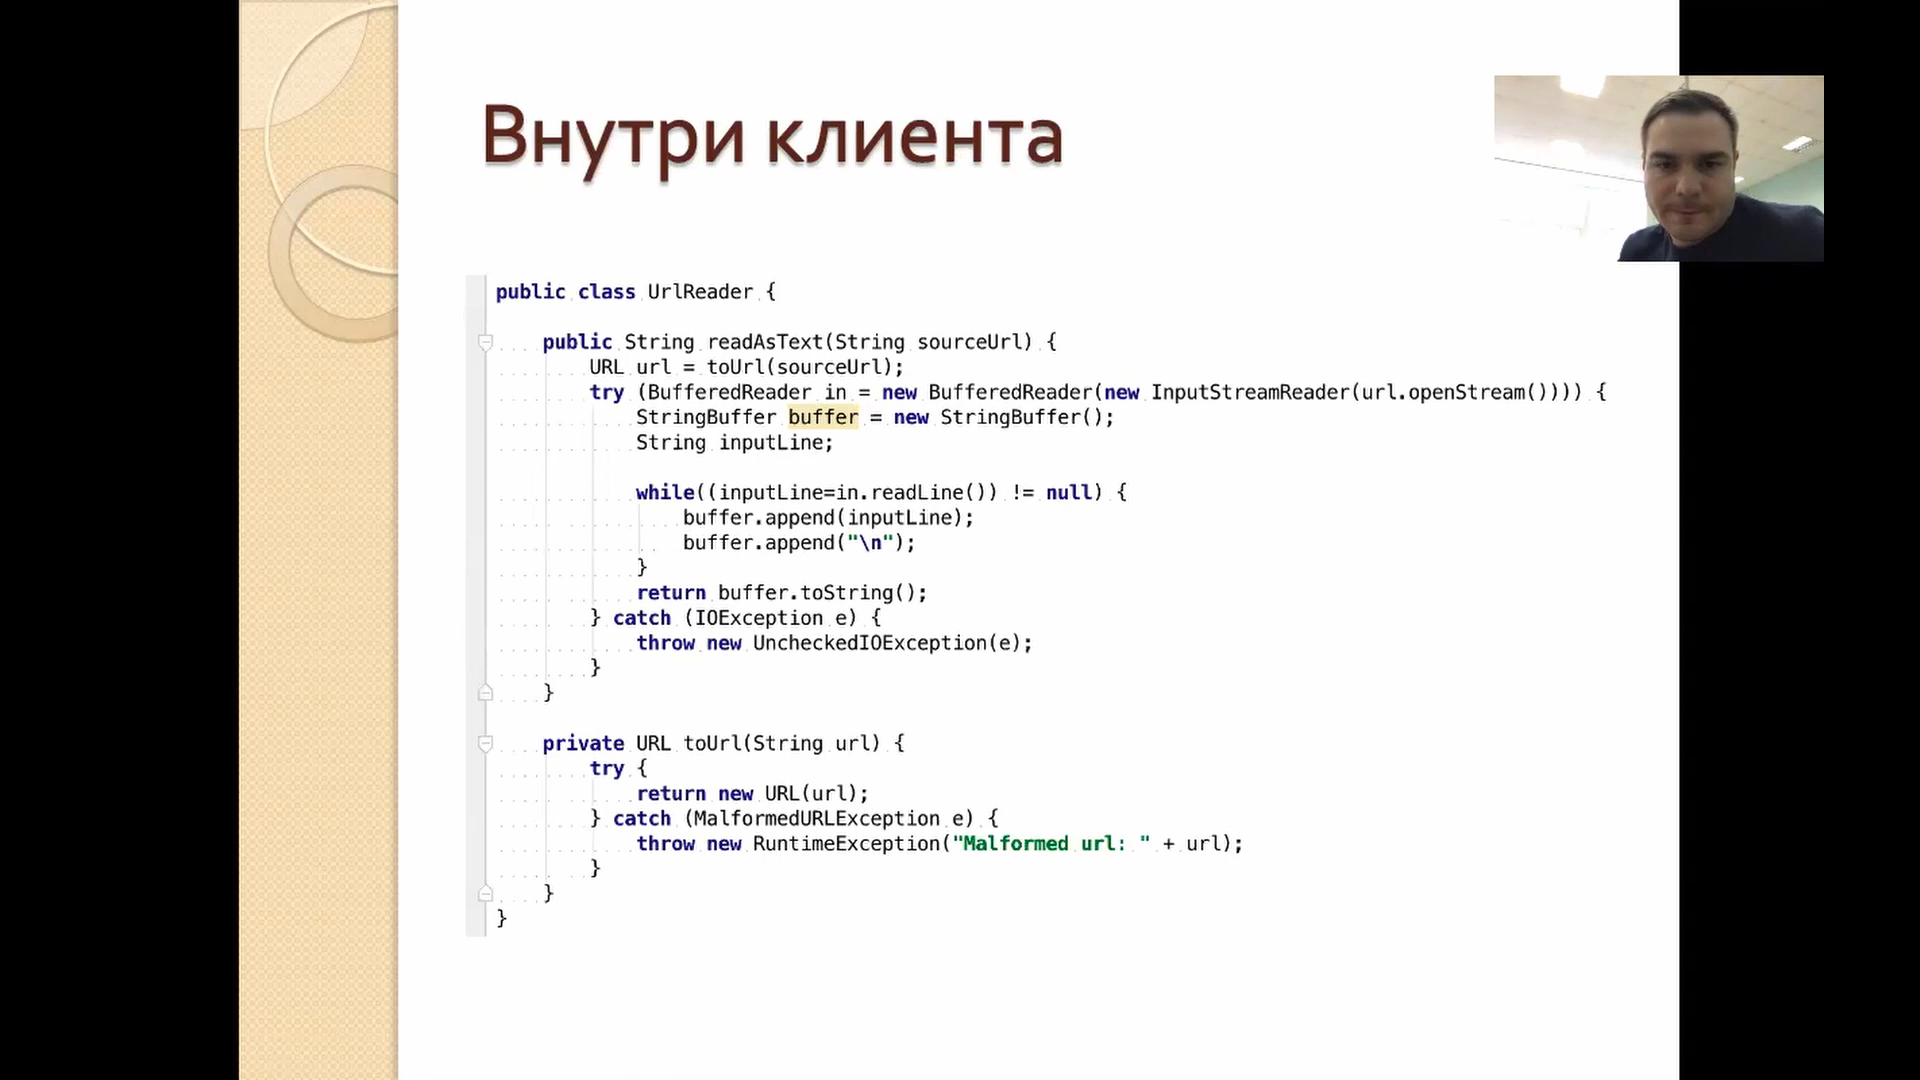 Внутри клиента
public class UrlReader {
public String readAsText(String sourceUrl) {
URL url = toUrl(sourceUrl);
try (BufferedReader in = new BufferedReader(new InputStreamReader(url.openStream()))) {
StringBuffer buffer = new StringBuffer();
String inputLine;
while((inputLine=in.readLine()) != null) {
buffer.append(inputLine);
buffer.append("\n");
}
return buffer.toString();
} catch (IOException e) {
throw new UncheckedIOException(e);
}
}
private URL toUrl(String url) {
try {
return new URL(url);
} catch (MalformedURLException e) {
throw new RuntimeException("Malformed url: " + url);
}
}
}